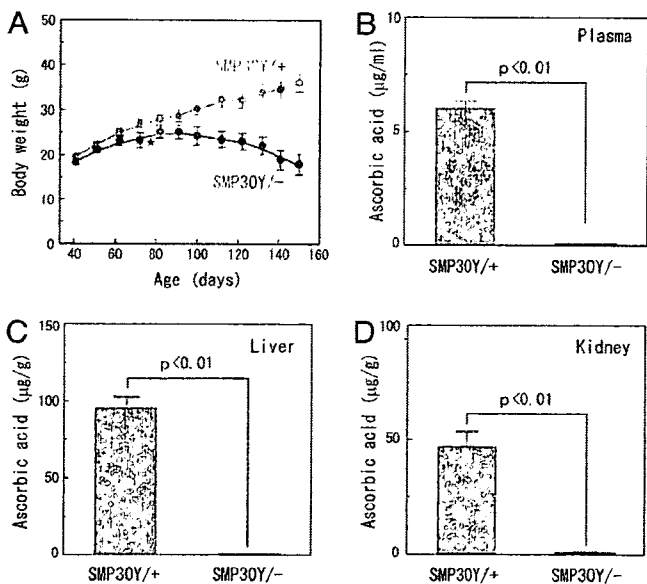 A
Body weight (g)
50
40
30
20
10
0
SMP30Y/+
SMP30Y/-
40 60 80 100 120 140 160
Age (days)
B
Plasma
Ascorbic acid (μg/ml)
10
5
0
p<0.01
SMP30Y/+ SMP30Y/-
C
Liver
Ascorbic acid (μg/g)
150
100
50
0
p<0.01
SMP30Y/+ SMP30Y/-
D
Kidney
Ascorbic acid (μg/g)
100
50
0
p<0.01
SMP30Y/+ SMP30Y/-